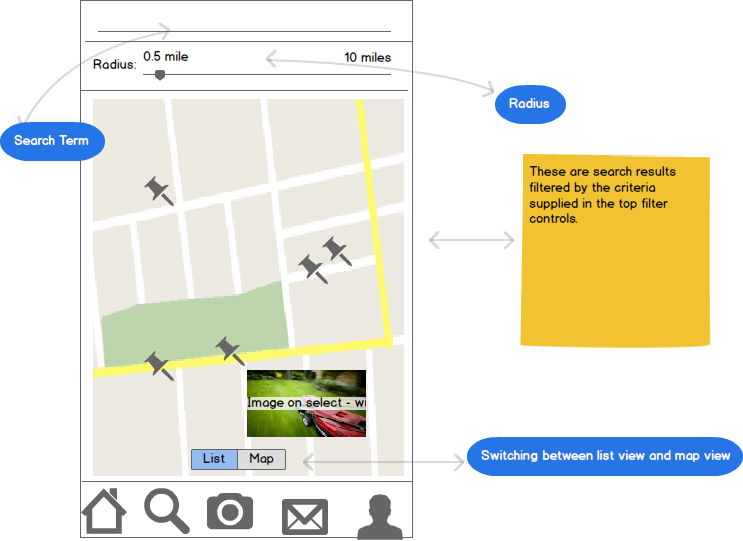 0.5 mile
10 miles
Radius:
Radius
Search Term
These are search results
filtered by the criteria
supplied in the top filter
controls.
Image on select -
List
Map
Switching between list view and map view